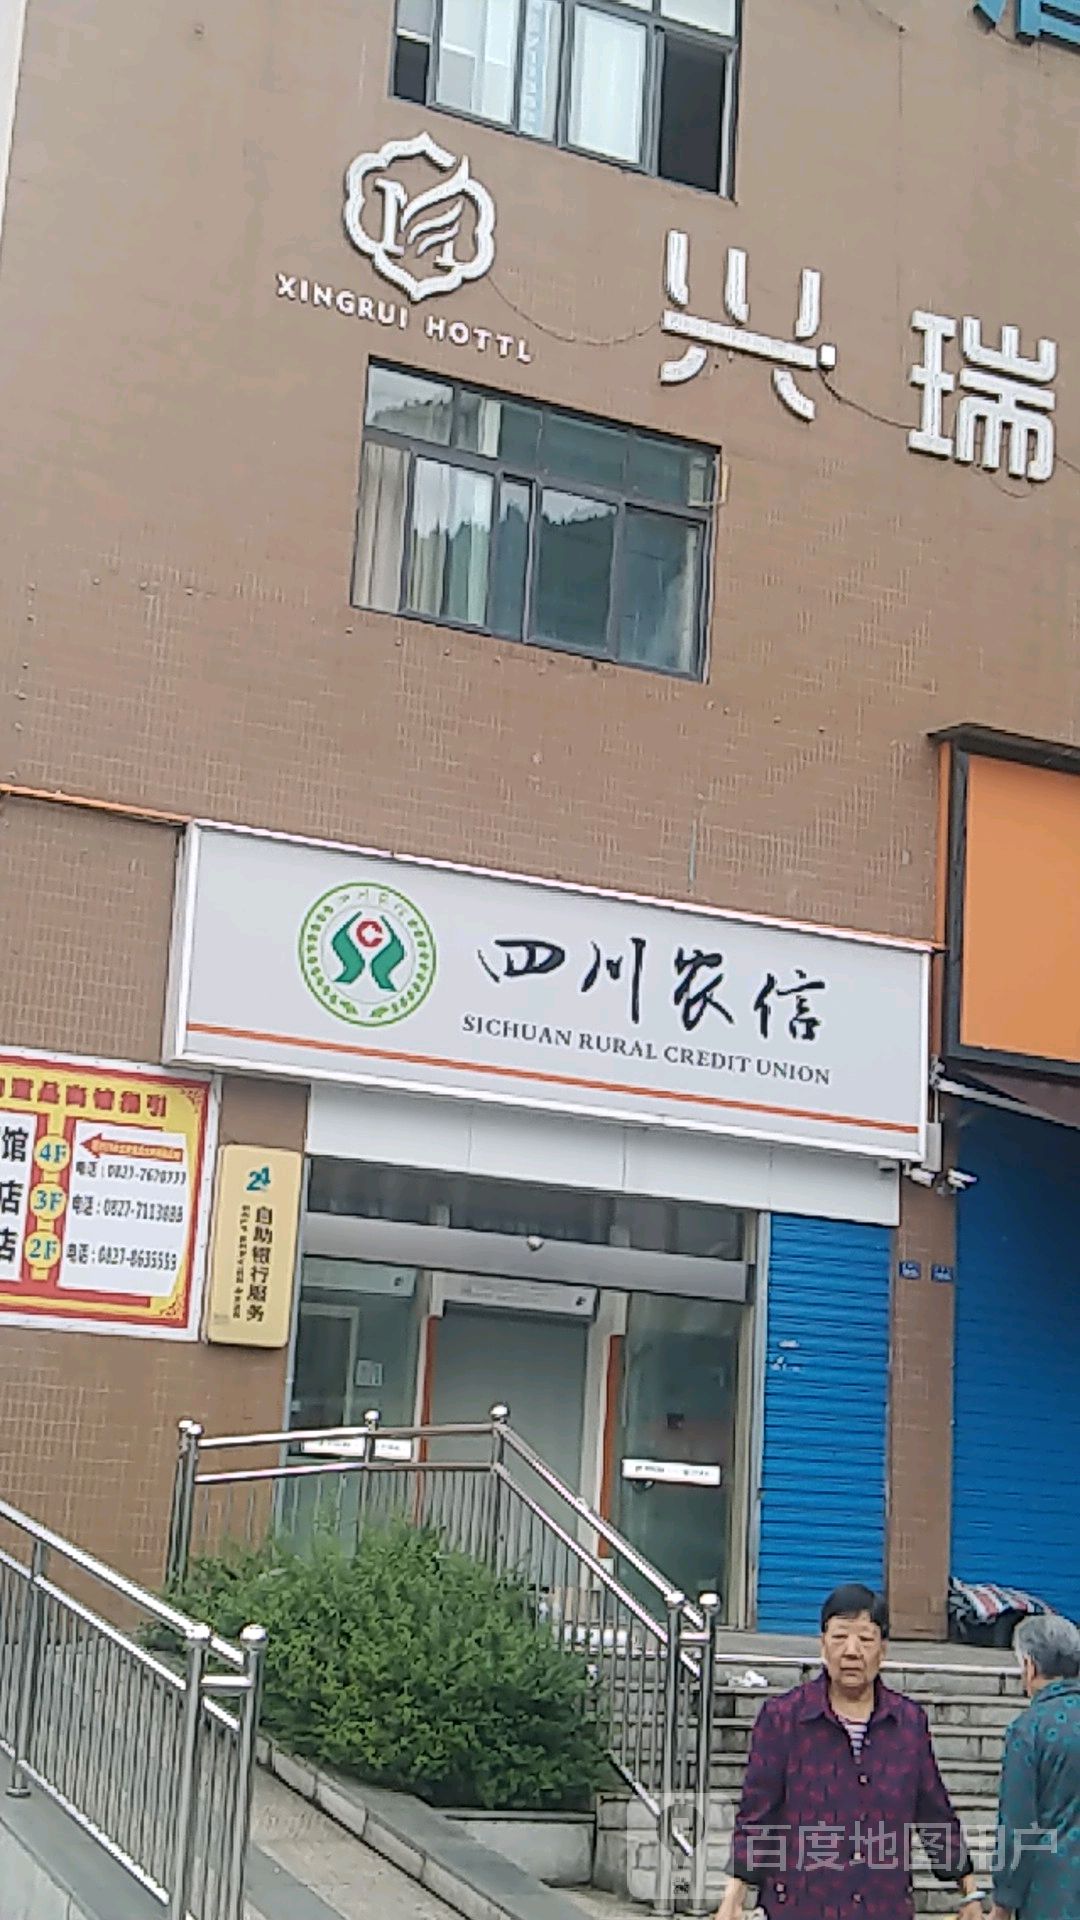 XINGRUI HOTTL
兴瑞
四川农信
SICHUAN RURAL CREDIT UNION
馆 4F 电话:0827-7670777
店 3F 电话:0827-7113888
店 2F 电话:0827-8635559
24
自助银行服务
百度地图用户